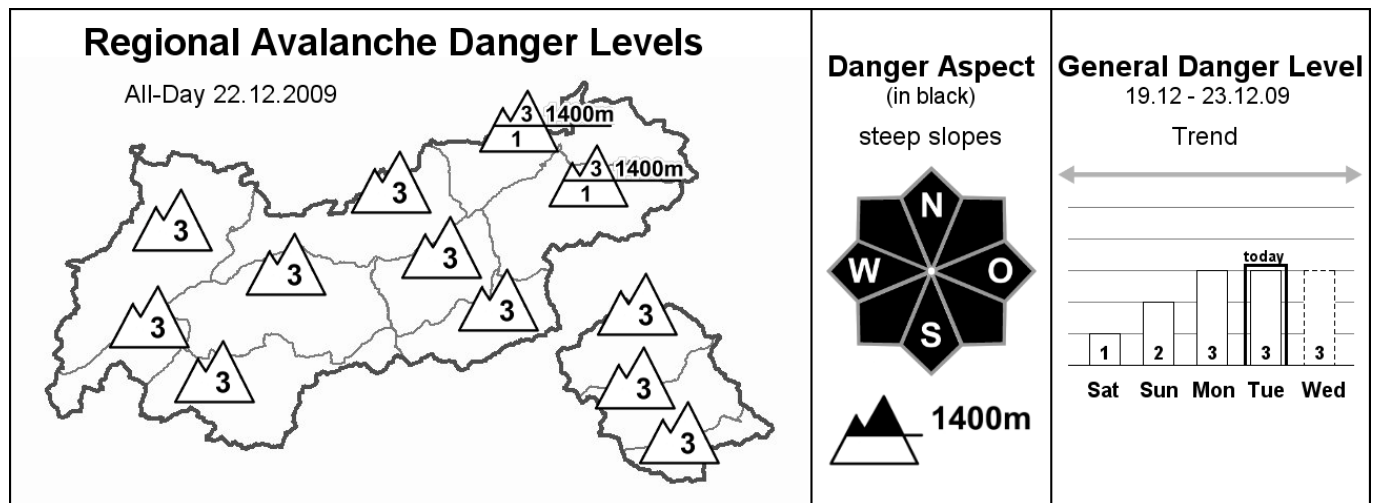 Regional Avalanche Danger Levels
All-Day 22.12.2009
3 1400m
1
3 1400m
1
3
3
3
3
3
3
3
3
3
3
Danger Aspect
(in black)
steep slopes
N
W O
S
1400m
General Danger Level
19.12 - 23.12.09
Trend
today
1 2 3 3 3
Sat Sun Mon Tue Wed